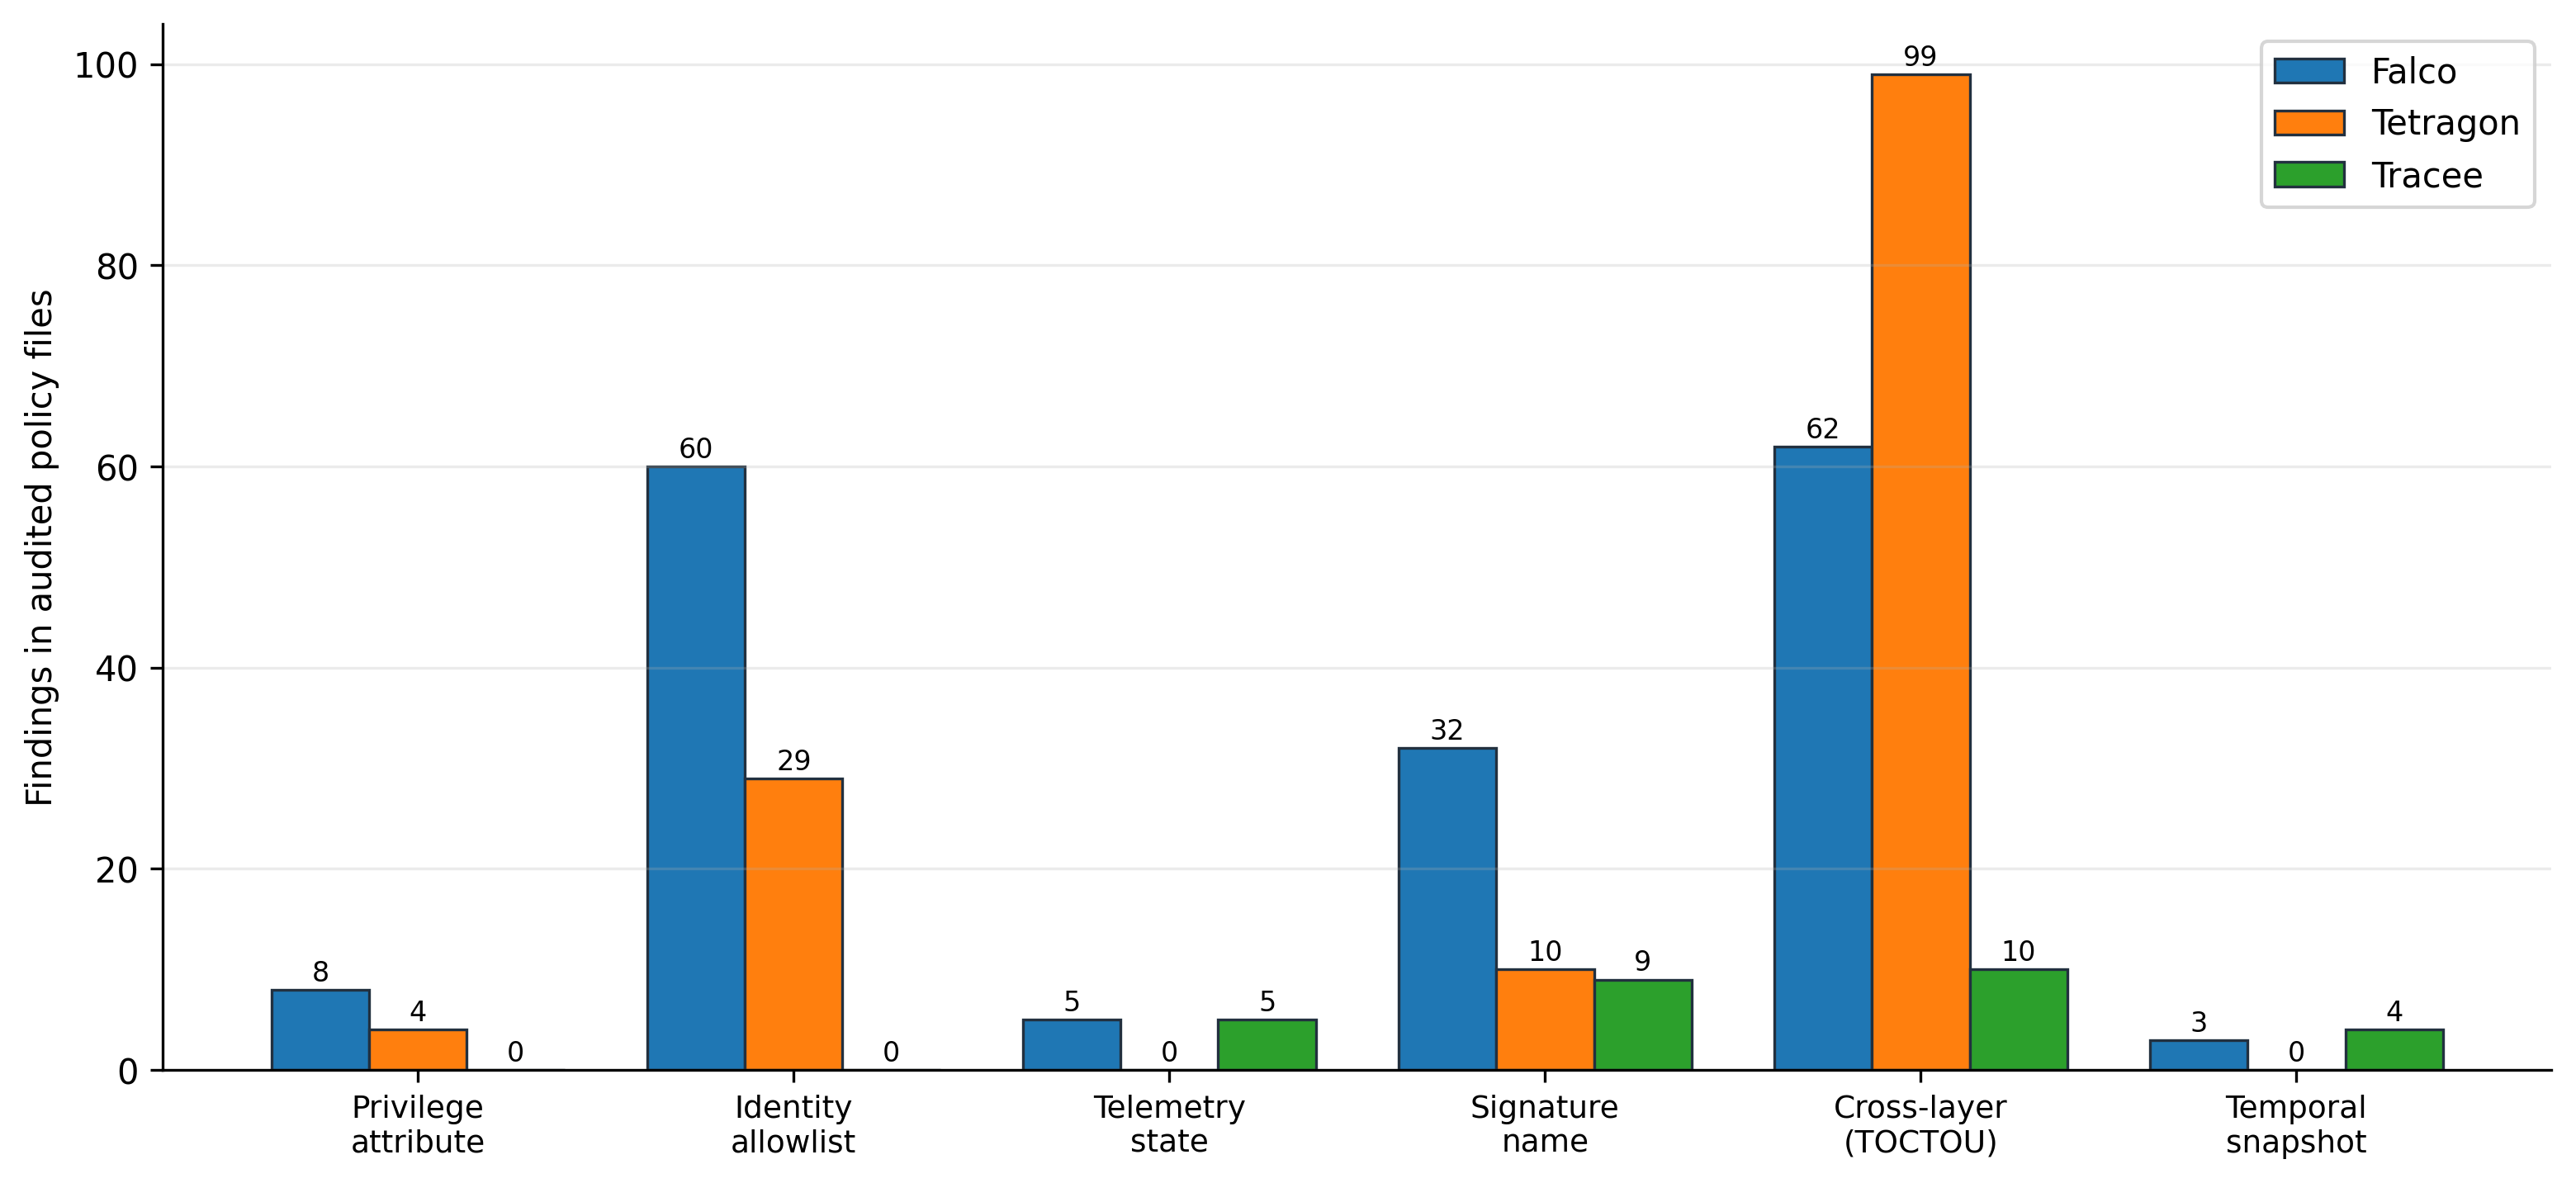 Findings in audited policy files
100
80
60
40
20
0
Falco
Tetragon
Tracee
8
4
0
60
29
0
5
0
5
32
10
9
62
99
10
3
0
4
Privilege
attribute
Identity
allowlist
Telemetry
state
Signature
name
Cross-layer
(TOCTOU)
Temporal
snapshot